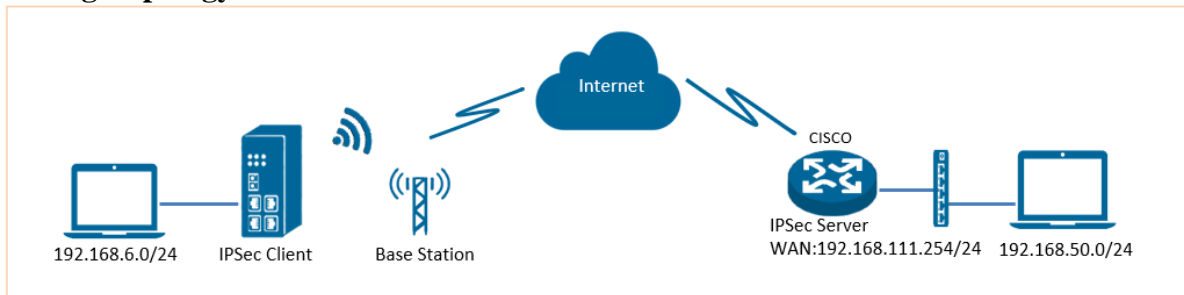 Internet
CISCO
192.168.6.0/24
IPSec Client
Base Station
IPSec Server
WAN:192.168.111.254/24
192.168.50.0/24